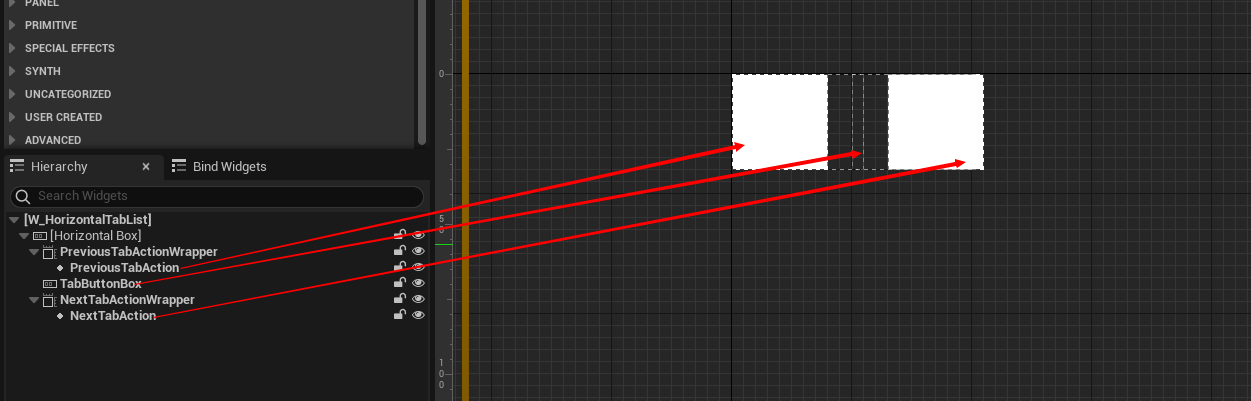 PANEL
PRIMITIVE
SPECIAL EFFECTS
SYNTH
UNCATEGORIZED
USER CREATED
ADVANCED
Hierarchy × Bind Widgets
Search Widgets
[W_HorizontalTabList]
[Horizontal Box]
PreviousTabActionWrapper
PreviousTabAction
TabButtonBox
NextTabActionWrapper
NextTabAction
0
5
0
1
0
0